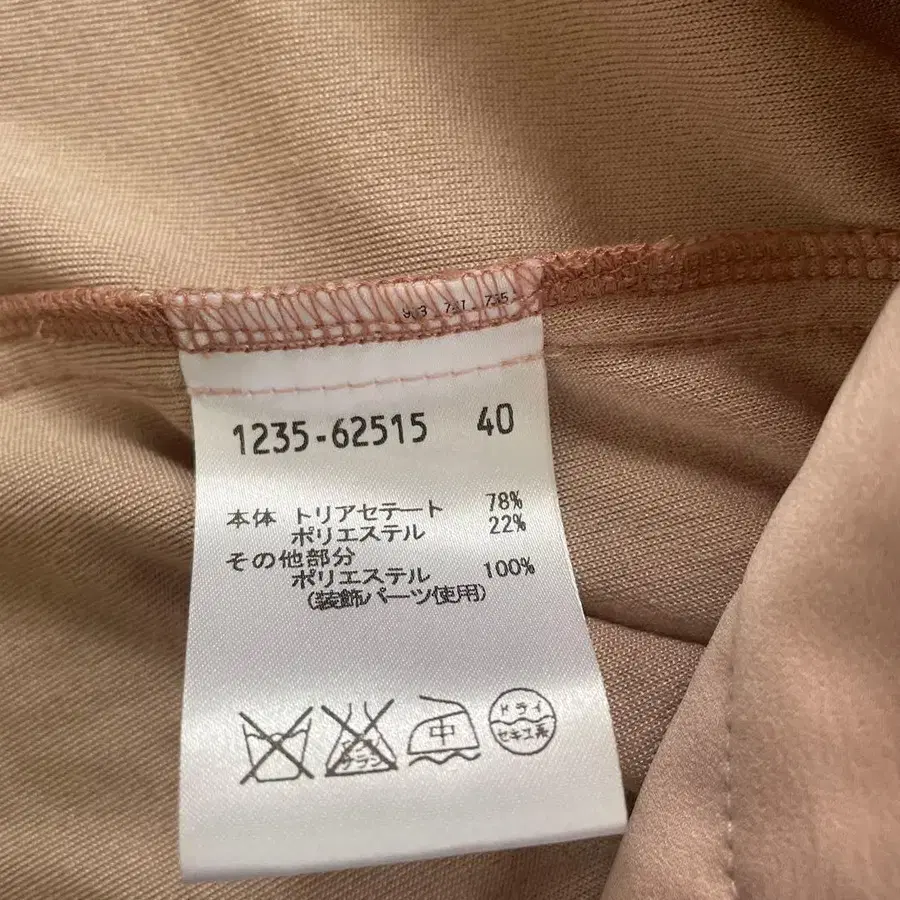 1235-62515 40
本体 トリアセテート 78%
ポリエステル 22%
その他部分
ポリエステル 100%
(装飾パーツ使用)
中
ドライ
セキユ系